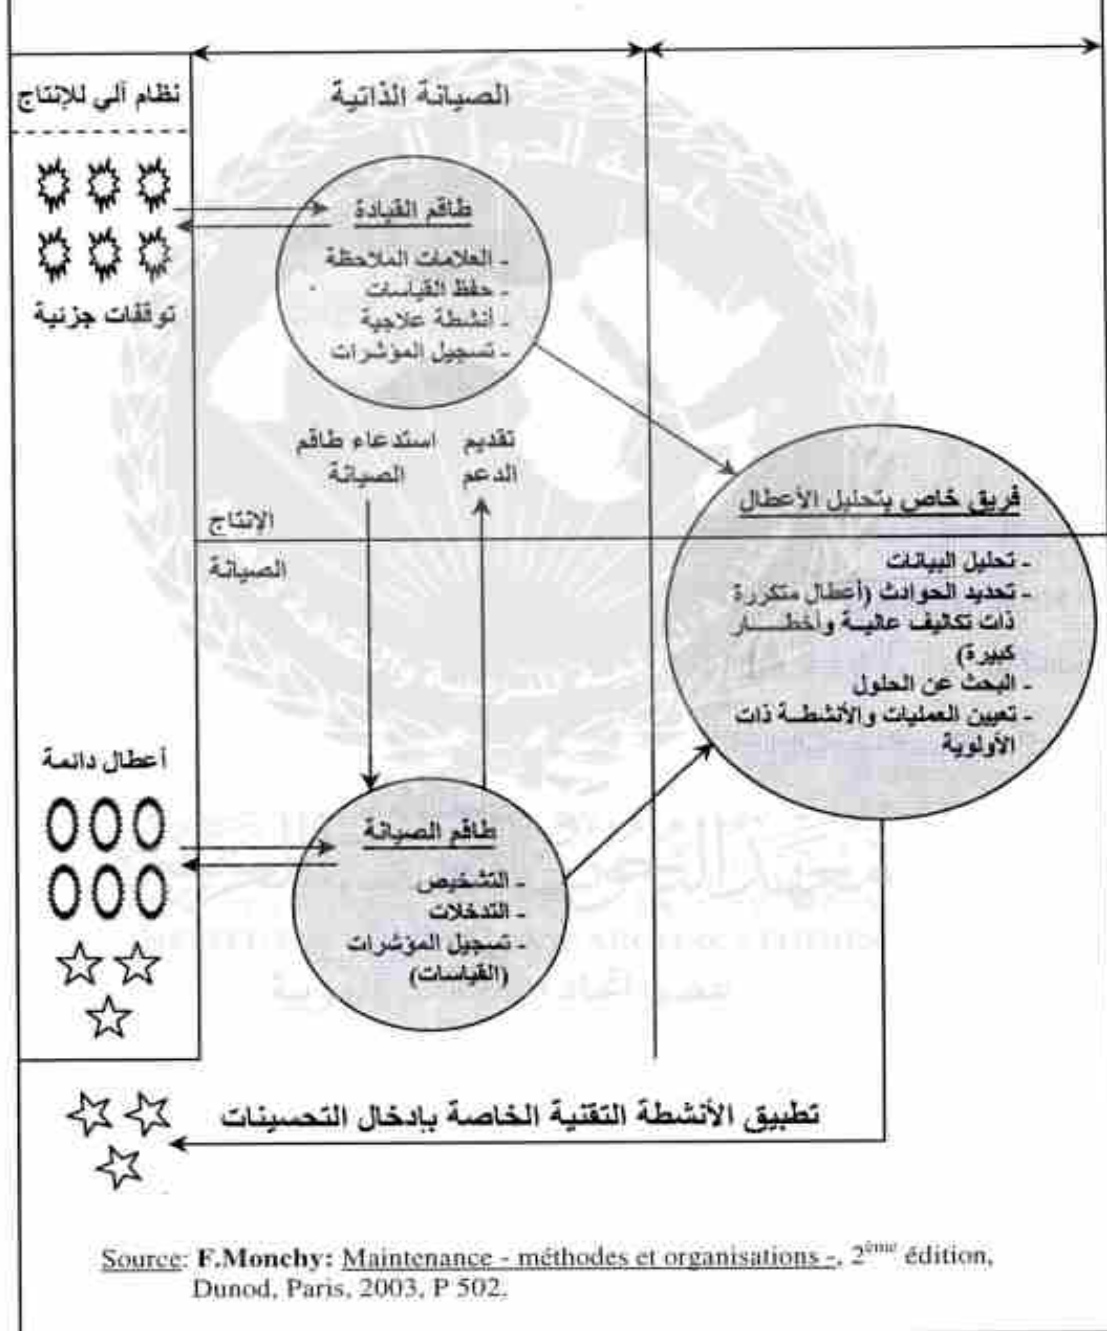 نظام آلي للإنتاج
الصيانة الذاتية
طاقم القيادة
- العلامات الملاحظة
- حفظ القياسات
- أنشطة علاجية
- تسجيل المؤشرات
توقفات جزئية
استدعاء طاقم
الصيانة
تقديم
الدعم
الإنتاج
الصيانة
فريق خاص بتحليل الأعطال
- تحليل البيانات
- تحديد الحوادث (أعطال متكررة
ذات تكاليف عالية وأخطار
كبيرة)
- البحث عن الحلول
- تعيين العمليات والأنشطة ذات
الأولوية
أعطال دائمة
طاقم الصيانة
- التشخيص
- التدخلات
- تسجيل المؤشرات
(القياسات)
تطبيق الأنشطة التقنية الخاصة بإدخال التحسينات
Source: F.Monchy: Maintenance - méthodes et organisations -, 2ème édition,
Dunod, Paris, 2003, P 502.